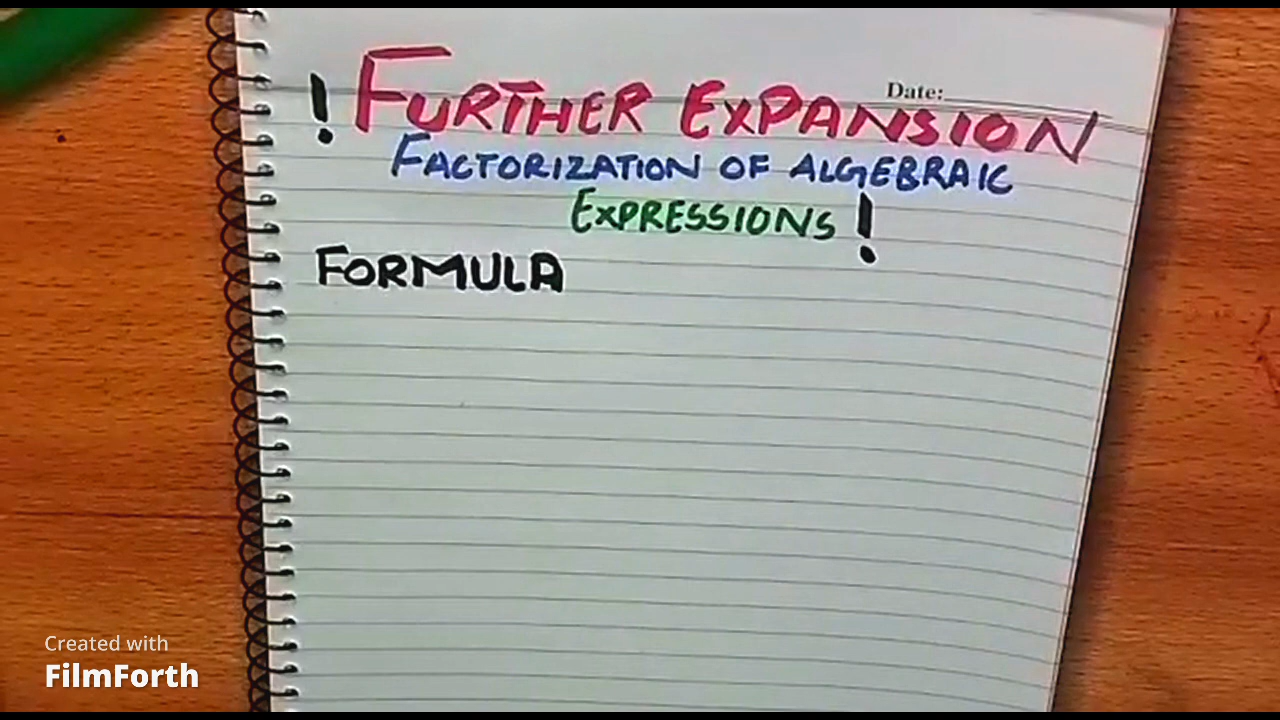 Date:
! FURTHER EXPANSION
FACTORIZATION OF ALGEBRAIC
EXPRESSIONS !
FORMULA
Created with
FilmForth